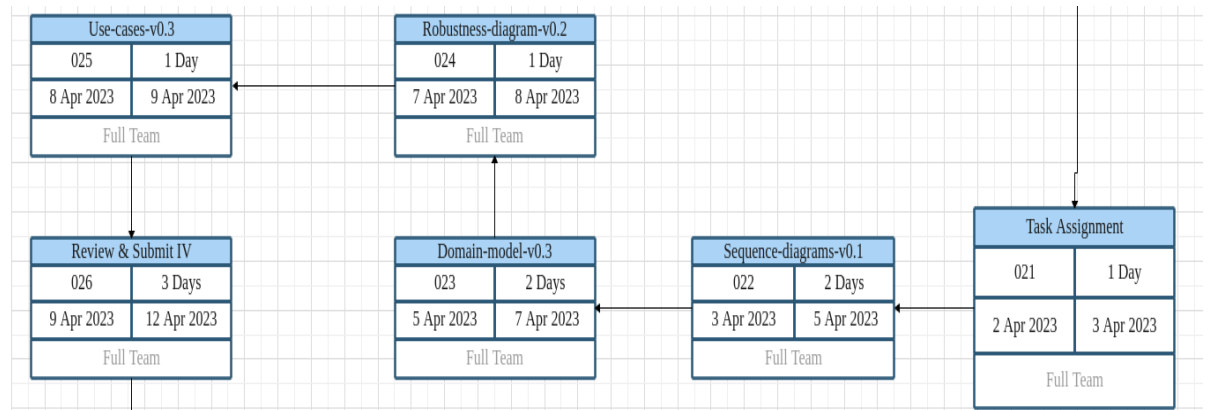 Use-cases-v0.3
025 1 Day
8 Apr 2023 9 Apr 2023
Full Team
Robustness-diagram-v0.2
024 1 Day
7 Apr 2023 8 Apr 2023
Full Team
Review & Submit IV
026 3 Days
9 Apr 2023 12 Apr 2023
Full Team
Domain-model-v0.3
023 2 Days
5 Apr 2023 7 Apr 2023
Full Team
Sequence-diagrams-v0.1
022 2 Days
3 Apr 2023 5 Apr 2023
Full Team
Task Assignment
021 1 Day
2 Apr 2023 3 Apr 2023
Full Team